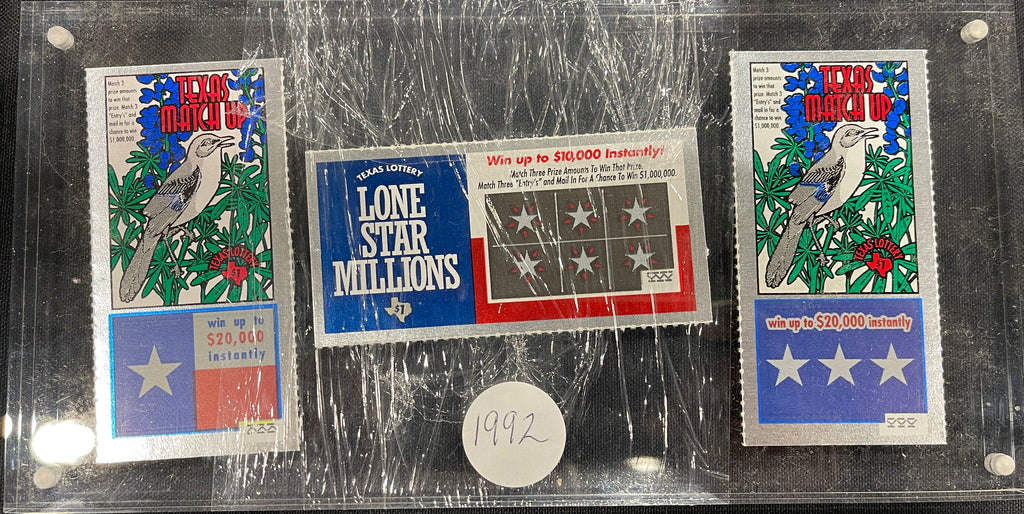 Match 3
prize amounts
to win that
prize. Match 3
"Entry's" and
mail in for a
chance to win
$1,000,000.
TEXAS
MATCH UP
TEXAS LOTTERY
$1
win up to
$20,000
instantly
TEXAS LOTTERY
LONE
STAR
MILLIONS
$1
Win up to $10,000 Instantly!
Match Three Prize Amounts To Win That Prize.
Match Three "Entry's" and Mail In For A Chance To Win $1,000,000.
1992
Match 3
prize amounts
to win that
prize. Match 3
"Entry's" and
mail in for a
chance to win
$1,000,000.
TEXAS
MATCH UP
TEXAS LOTTERY
$1
win up to $20,000 instantly